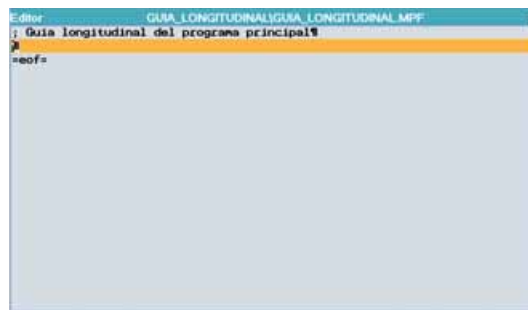 Editor GUIA_LONGITUDINAL\GUIA_LONGITUDINAL.MPF
; Guia longitudinal del programa principal¶
¶
=eof=